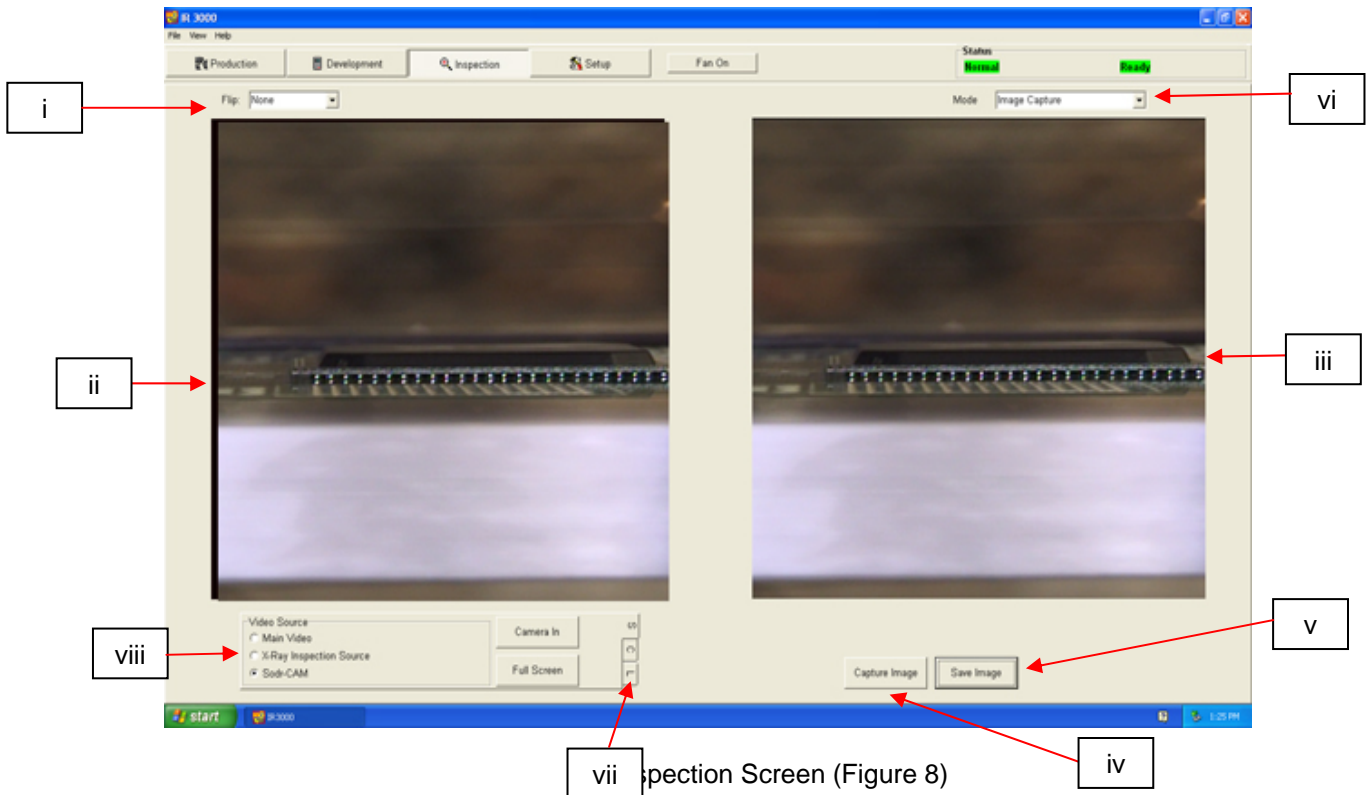 IR 3000
File View Help
Production Development Inspection Setup Fan On Status Normal Ready
i
Flip: None
Mode Image Capture
vi
ii
iii
viii
Video Source
Main Video
X-Ray Inspection Source
Sodr-CAM
Camera In
Full Screen
S
C
L
v
Capture Image Save Image
start IR3000 1:25 PM
vii
spection Screen (Figure 8)
iv